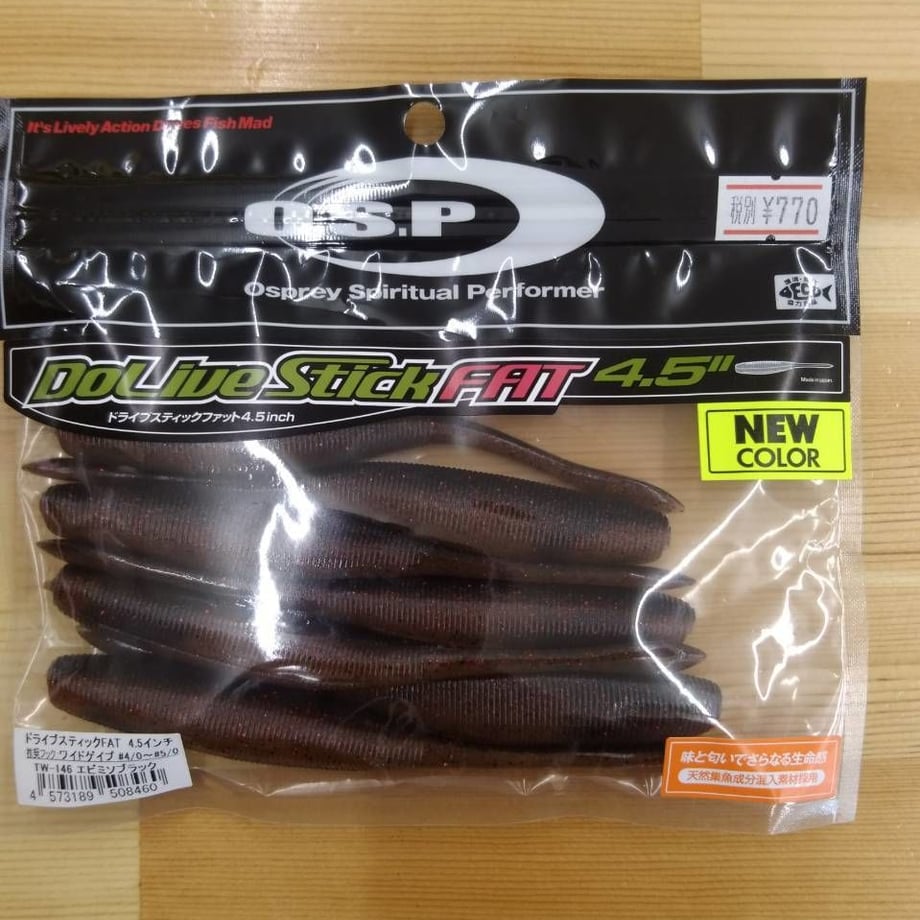 It's Lively Action Drives Fish Mad
O.S.P
Osprey Spiritual Performer
税別 ¥770
ECO
DoLive Stick FAT 4.5"
ドライブスティックファット4.5inch
Made in Japan
NEW
COLOR
ドライブスティックFAT 4.5インチ
推奨フック ワイドゲイプ #4/0~#5/0
TW-146 エビミソブラック
4 573189 508460
味と匂いでさらなる生命感
天然集魚成分混入素材採用